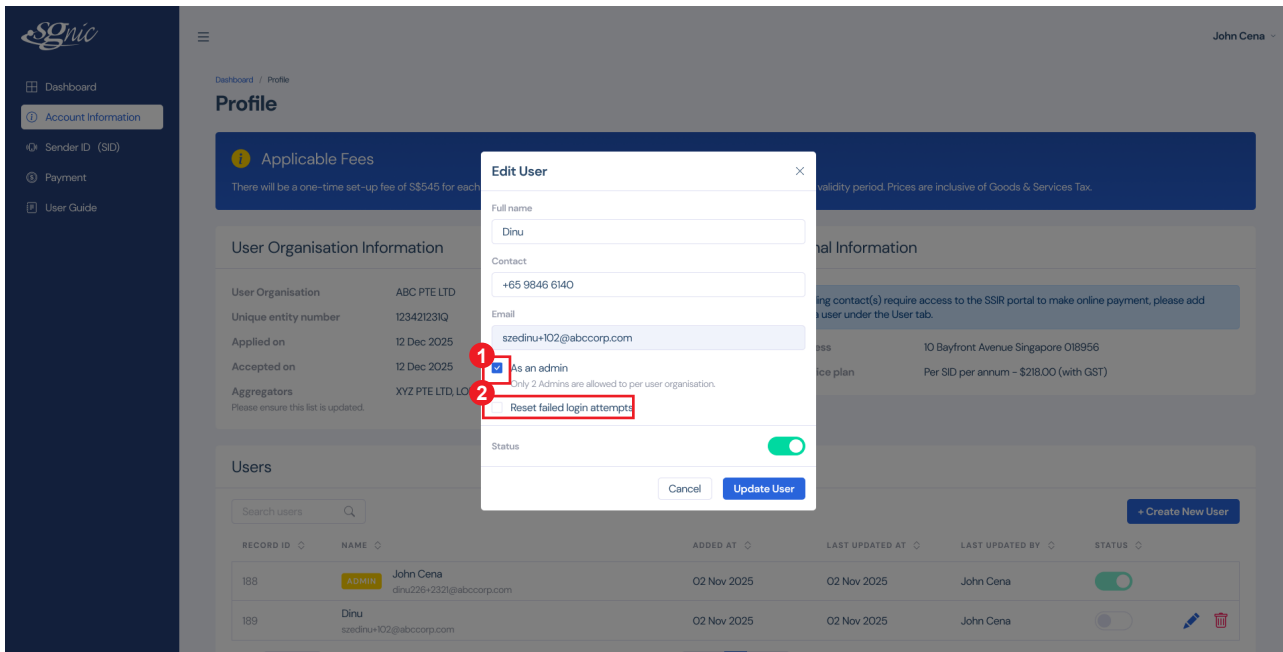 sgnic
John Cena
Dashboard
Account Information
Sender ID (SID)
Payment
User Guide
Dashboard / Profile
Profile
i Applicable Fees
There will be a one-time set-up fee of S$545 for each
validity period. Prices are inclusive of Goods & Services Tax.
User Organisation Information
User Organisation ABC PTE LTD
Unique entity number 123421231Q
Applied on 12 Dec 2025
Accepted on 12 Dec 2025
Aggregators XYZ PTE LTD, LO
Please ensure this list is updated.
nal Information
ing contact(s) require access to the SSIR portal to make online payment, please add
a user under the User tab.
ess 10 Bayfront Avenue Singapore 018956
ice plan Per SID per annum - $218.00 (with GST)
Edit User
Full name
Dinu
Contact
+65 9846 6140
Email
szedinu+102@abccorp.com
1
As an admin
Only 2 Admins are allowed to per user organisation.
2
Reset failed login attempts
Status
Cancel Update User
Users
Search users
+ Create New User
RECORD ID NAME ADDED AT LAST UPDATED AT LAST UPDATED BY STATUS
188 ADMIN John Cena 02 Nov 2025 02 Nov 2025 John Cena
dinu226+2321@abccorp.com
189 Dinu 02 Nov 2025 02 Nov 2025 John Cena
szedinu+102@abccorp.com